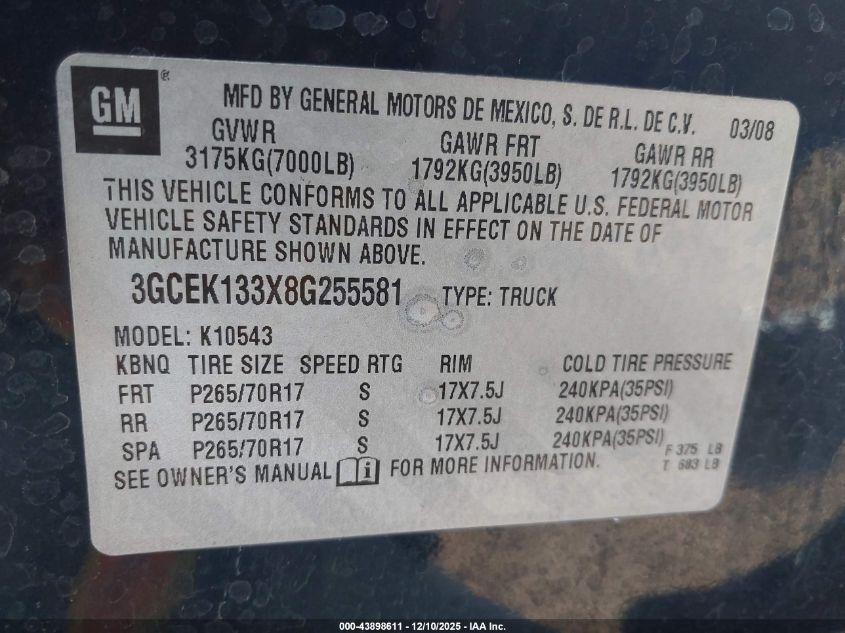 GM ®
MFD BY GENERAL MOTORS DE MEXICO, S. DE R.L. DE C.V. 03/08
GVWR GAWR FRT GAWR RR
3175KG(7000LB) 1792KG(3950LB) 1792KG(3950LB)
THIS VEHICLE CONFORMS TO ALL APPLICABLE U.S. FEDERAL MOTOR
VEHICLE SAFETY STANDARDS IN EFFECT ON THE DATE OF
MANUFACTURE SHOWN ABOVE.
3GCEK133X8G255581 TYPE: TRUCK
MODEL: K10543
KBNQ TIRE SIZE SPEED RTG RIM COLD TIRE PRESSURE
FRT P265/70R17 S 17X7.5J 240KPA(35PSI)
RR P265/70R17 S 17X7.5J 240KPA(35PSI)
SPA P265/70R17 S 17X7.5J 240KPA(35PSI)
F 375 LB
T 683 LB
SEE OWNER'S MANUAL i FOR MORE INFORMATION.
000-43898611 - 12/10/2025 - IAA Inc.